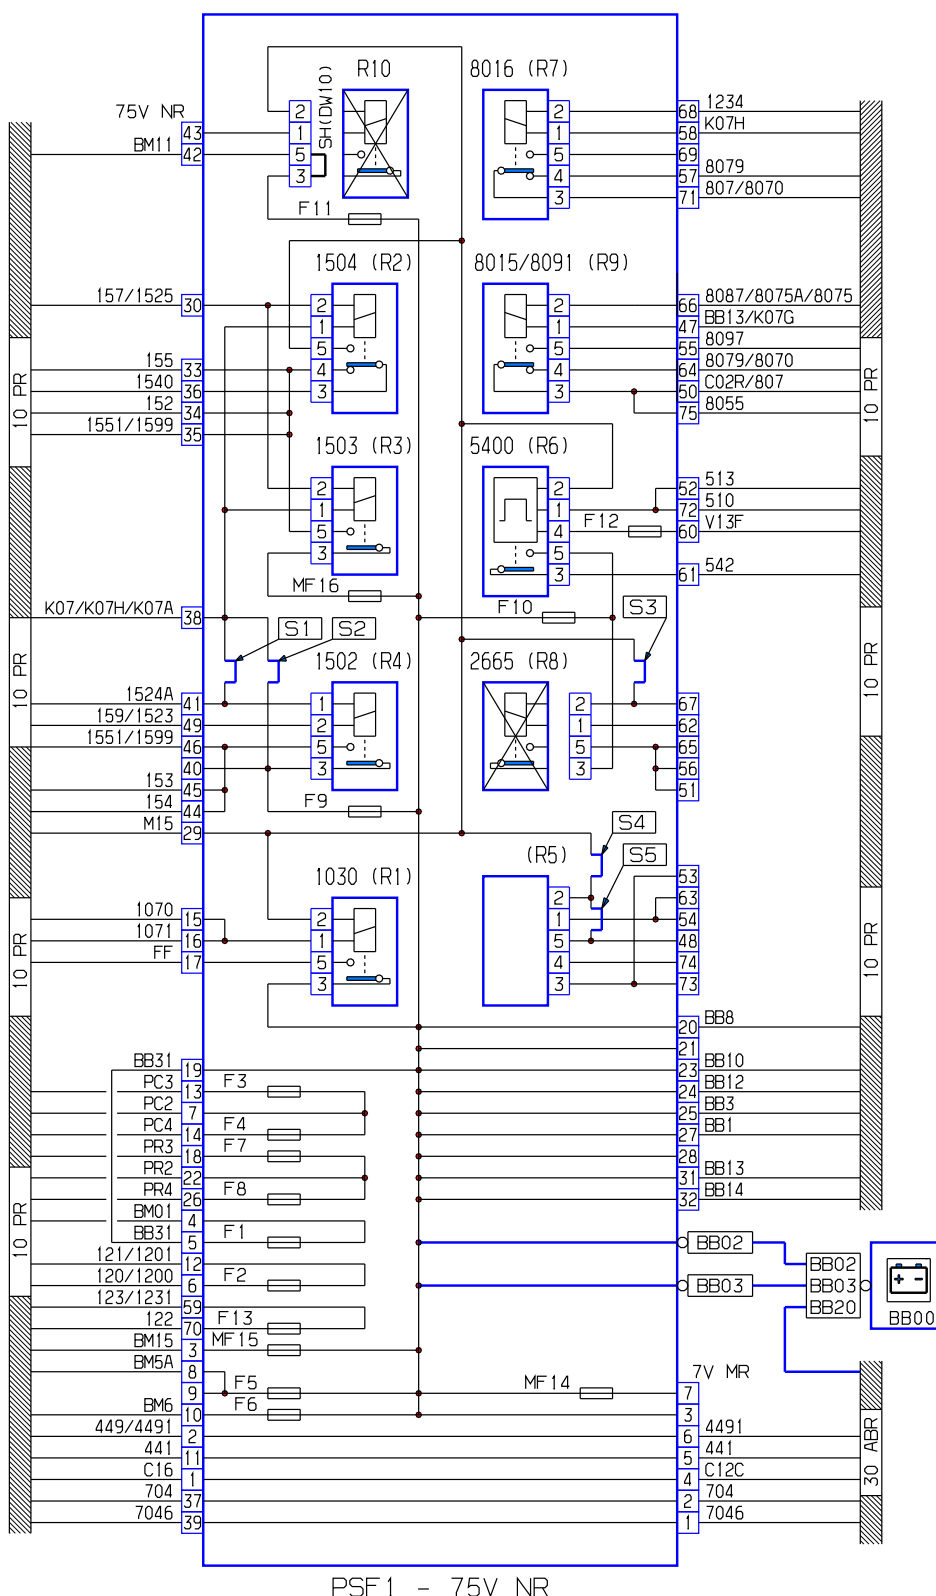 R10
8016 (R7)
SH(DW10)
75V NR
2
1
5
3
43
42
BM11
F11
2
1
5
4
3
68 1234
58 K07H
69
57 8079
71 807/8070
1504 (R2)
8015/8091 (R9)
157/1525 30
2
1
5
4
3
155 33
1540 36
152 34
1551/1599 35
2
1
5
4
3
66 8087/8075A/8075
47 BB13/K07G
55 8097
64 8079/8070
50 C02R/807
75 8055
10 PR
10 PR
1503 (R3)
5400 (R6)
2
1
5
3
MF16
2
1
4
5
3
F12
F10
52 513
72 510
60 V13F
61 542
K07/K07H/K07A 38
S1
S2
S3
10 PR
10 PR
1502 (R4)
2665 (R8)
1524A 41
159/1523 49
1551/1599 46
40
153 45
154 44
M15 29
1
2
5
3
F9
2
1
5
3
67
62
65
56
51
S4
S5
1030 (R1)
(R5)
1070 15
1071 16
FF 17
2
1
5
3
2
1
5
4
3
53
63
54
48
74
73
10 PR
10 PR
20 BB8
21
23 BB10
24 BB12
25 BB3
27 BB1
28
31 BB13
32 BB14
BB31 19
PC3 13 F3
PC2 7
PC4 14 F4
PR3 18 F7
PR2 22
PR4 26 F8
BM01 4
BB31 5 F1
121/1201 12
120/1200 6 F2
123/1231 59
122 70 F13
BM15 3 MF15
BM5A 8
9 F5
BM6 10 F6
449/4491 2
441 11
C16 1
704 37
7046 39
10 PR
BB02
BB03
BB02
BB03
BB20
+ -
BB00
7V MR
MF14
7
3
6 4491
5 441
4 C12C
2 704
1 7046
30 ABR
PSF1 - 75V NR